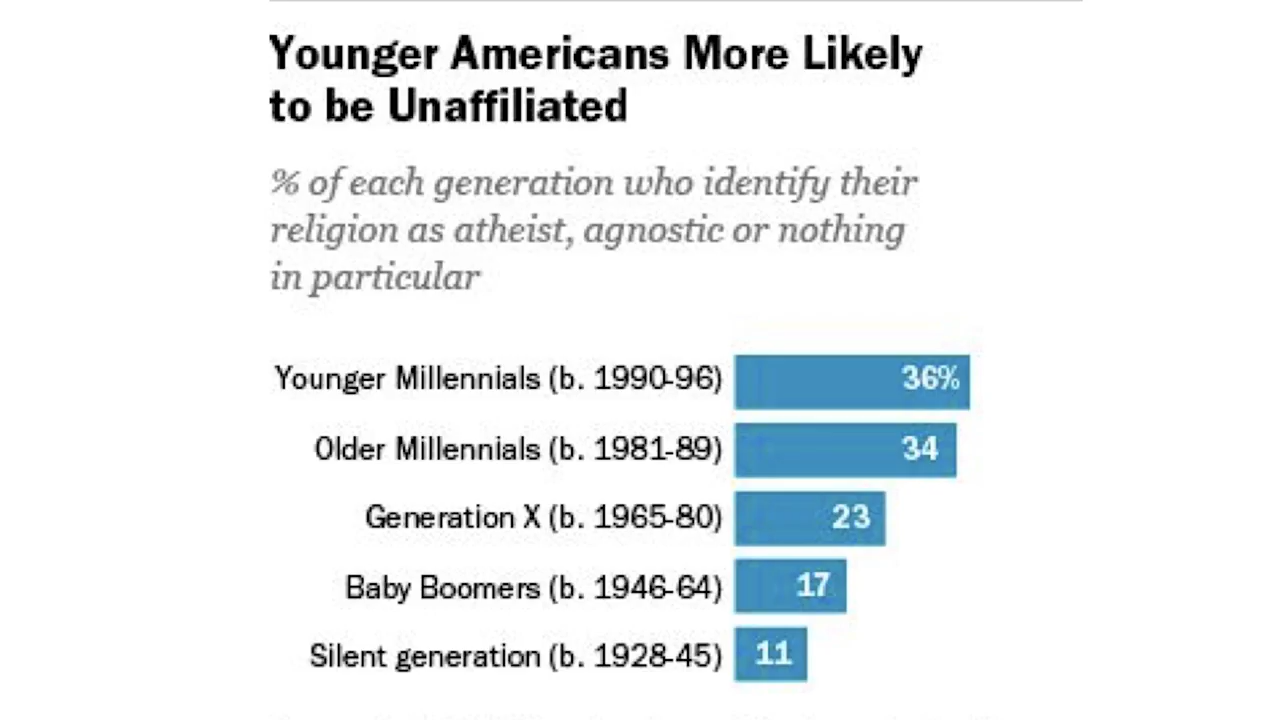 Younger Americans More Likely
to be Unaffiliated
% of each generation who identify their
religion as atheist, agnostic or nothing
in particular
Younger Millennials (b. 1990-96) 36%
Older Millennials (b. 1981-89) 34
Generation X (b. 1965-80) 23
Baby Boomers (b. 1946-64) 17
Silent generation (b. 1928-45) 11